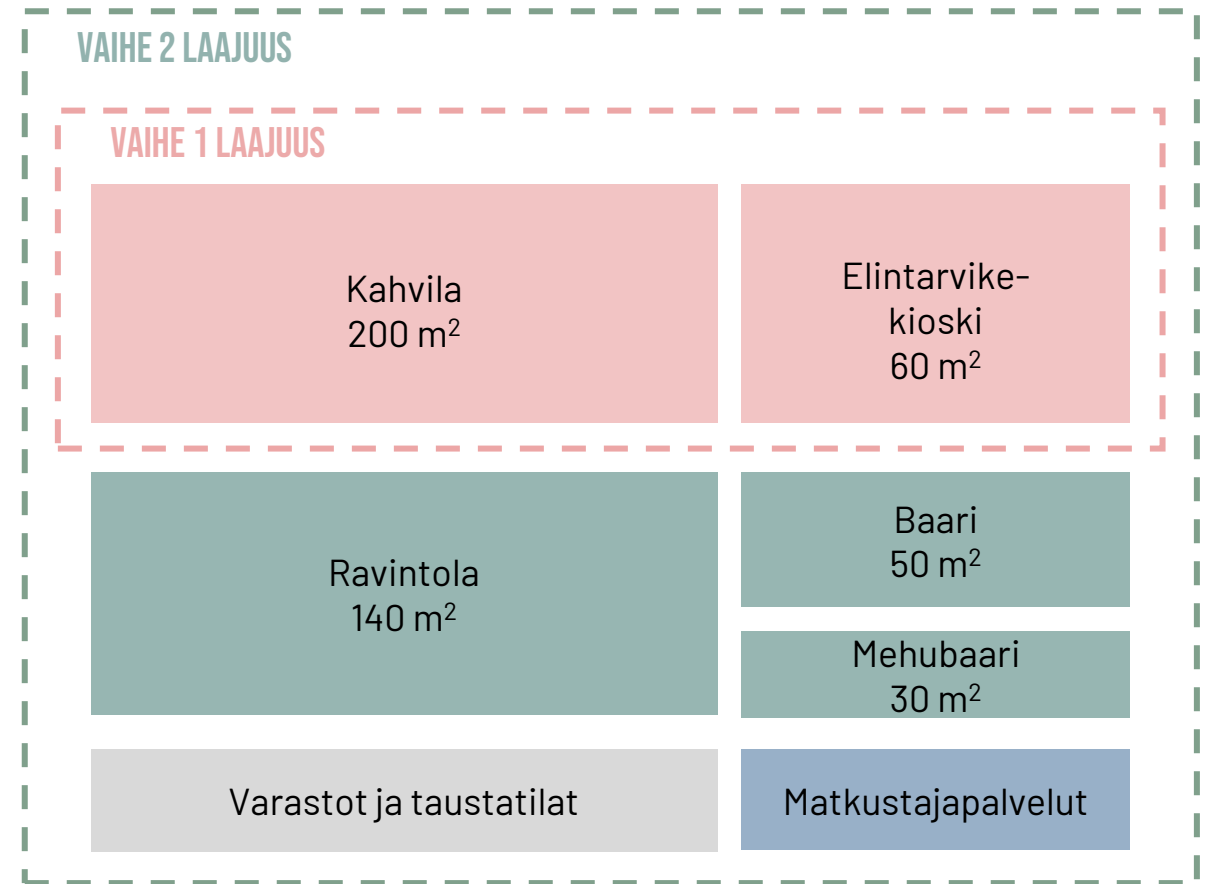 VAIHE 2 LAAJUUS
VAIHE 1 LAAJUUS
Kahvila
200 m²
Elintarvike-
kioski
60 m²
Ravintola
140 m²
Baari
50 m²
Mehubaari
30 m²
Varastot ja taustatilat
Matkustajapalvelut